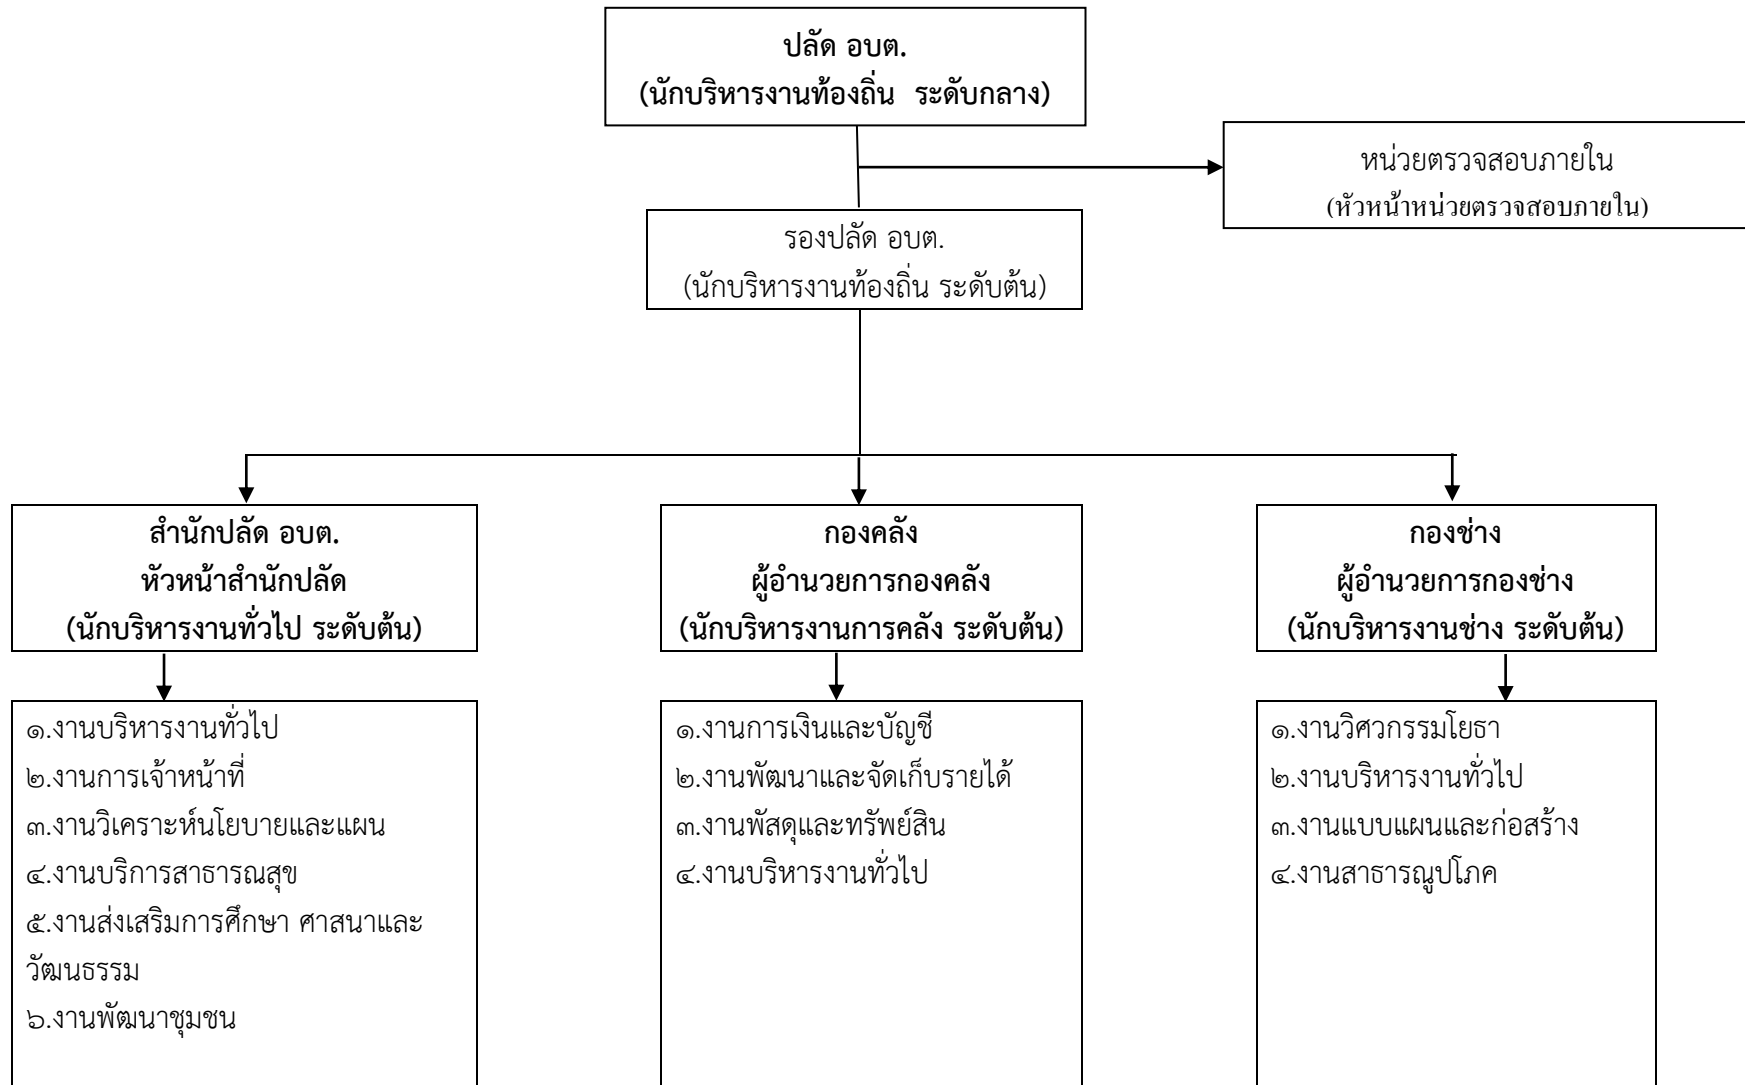 ปลัด อบต.
(นักบริหารงานท้องถิ่น ระดับกลาง)
หน่วยตรวจสอบภายใน
(หัวหน้าหน่วยตรวจสอบภายใน)
รองปลัด อบต.
(นักบริหารงานท้องถิ่น ระดับต้น)
สำนักปลัด อบต.
หัวหน้าสำนักปลัด
(นักบริหารงานทั่วไป ระดับต้น)
กองคลัง
ผู้อำนวยการกองคลัง
(นักบริหารงานการคลัง ระดับต้น)
กองช่าง
ผู้อำนวยการกองช่าง
(นักบริหารงานช่าง ระดับต้น)
๑.งานบริหารงานทั่วไป
๒.งานการเจ้าหน้าที่
๓.งานวิเคราะห์นโยบายและแผน
๔.งานบริการสาธารณสุข
๕.งานส่งเสริมการศึกษา ศาสนาและ
วัฒนธรรม
๖.งานพัฒนาชุมชน
๑.งานการเงินและบัญชี
๒.งานพัฒนาและจัดเก็บรายได้
๓.งานพัสดุและทรัพย์สิน
๔.งานบริหารงานทั่วไป
๑.งานวิศวกรรมโยธา
๒.งานบริหารงานทั่วไป
๓.งานแบบแผนและก่อสร้าง
๔.งานสาธารณูปโภค